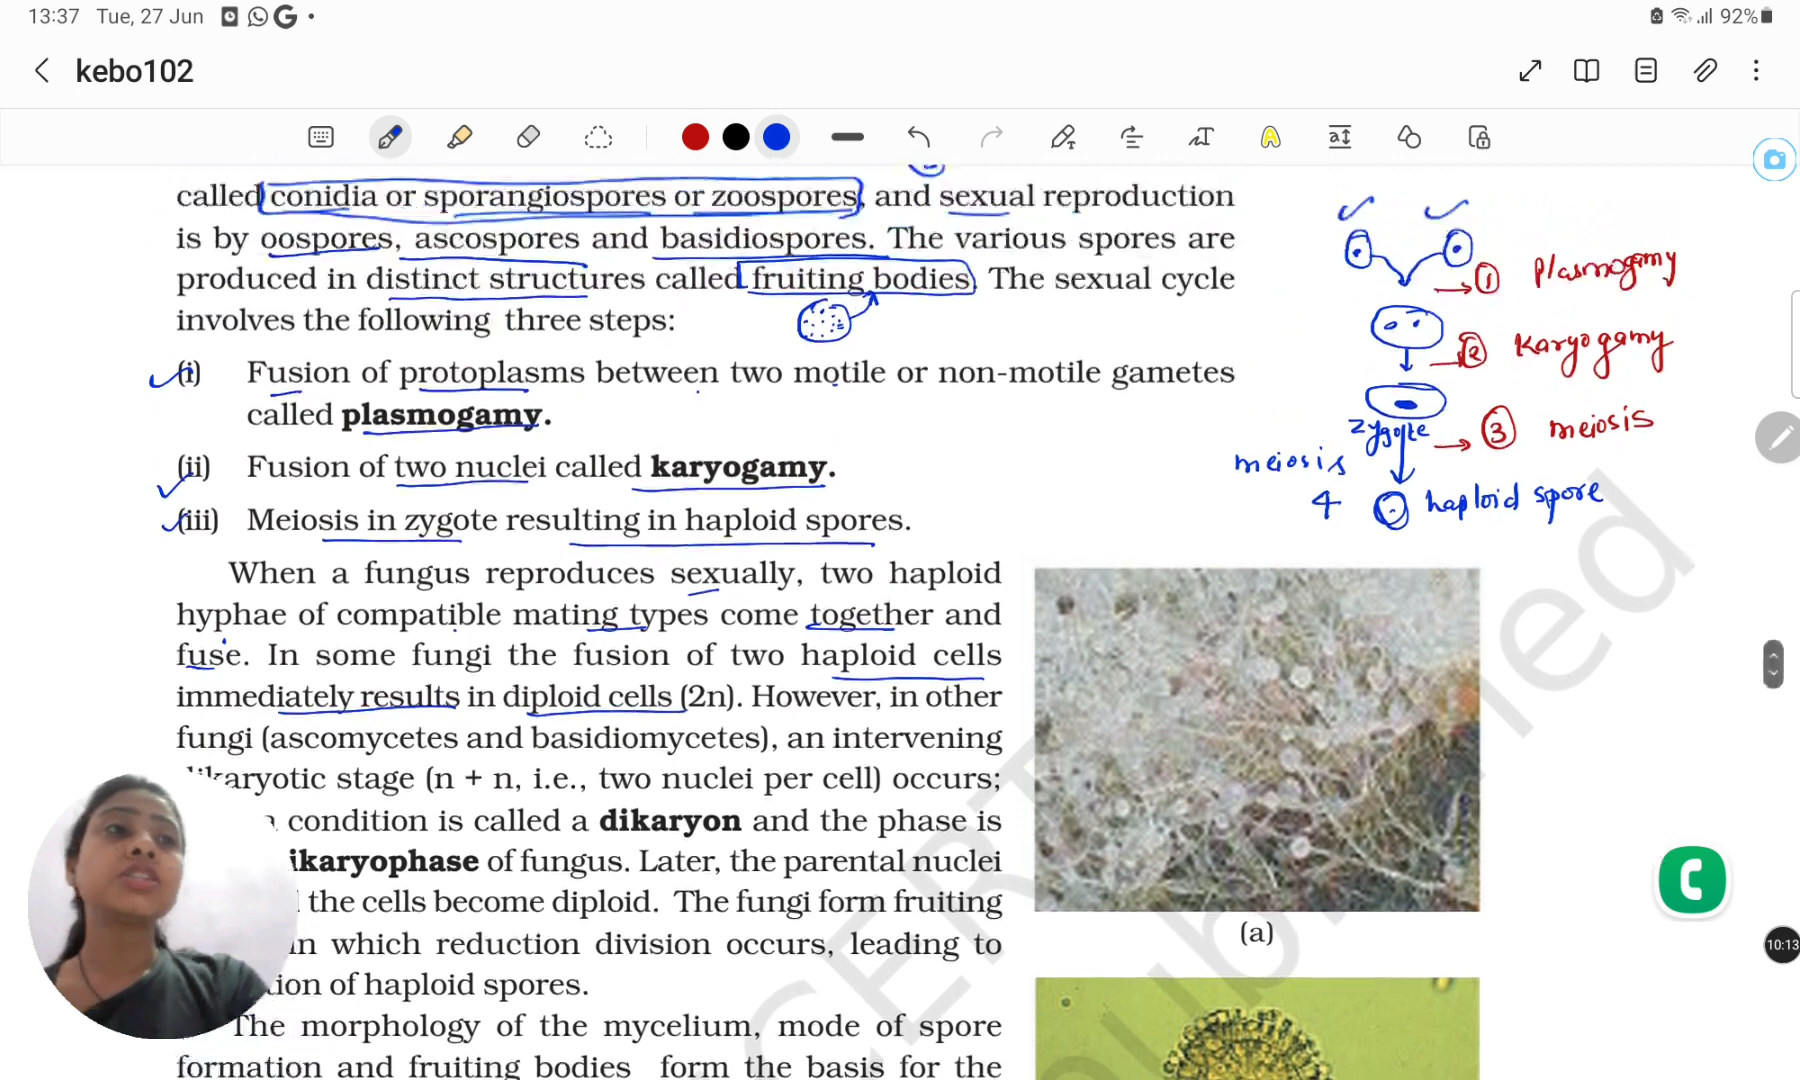 13:37 Tue, 27 Jun
92%
kebo102
called conidia or sporangiospores or zoospores, and sexual reproduction
is by oospores, ascospores and basidiospores. The various spores are
produced in distinct structures called fruiting bodies. The sexual cycle
involves the following three steps:
(i) Fusion of protoplasms between two motile or non-motile gametes
called plasmogamy.
(ii) Fusion of two nuclei called karyogamy.
(iii) Meiosis in zygote resulting in haploid spores.
When a fungus reproduces sexually, two haploid
hyphae of compatible mating types come together and
fuse. In some fungi the fusion of two haploid cells
immediately results in diploid cells (2n). However, in other
fungi (ascomycetes and basidiomycetes), an intervening
karyotic stage (n + n, i.e., two nuclei per cell) occurs;
a condition is called a dikaryon and the phase is
ikaryophase of fungus. Later, the parental nuclei
the cells become diploid. The fungi form fruiting
in which reduction division occurs, leading to
tion of haploid spores.
The morphology of the mycelium, mode of spore
formation and fruiting bodies form the basis for the
① Plasmogamy
② Karyogamy
zygote
③ meiosis
meiosis
4 haploid spore
(a)
10:13